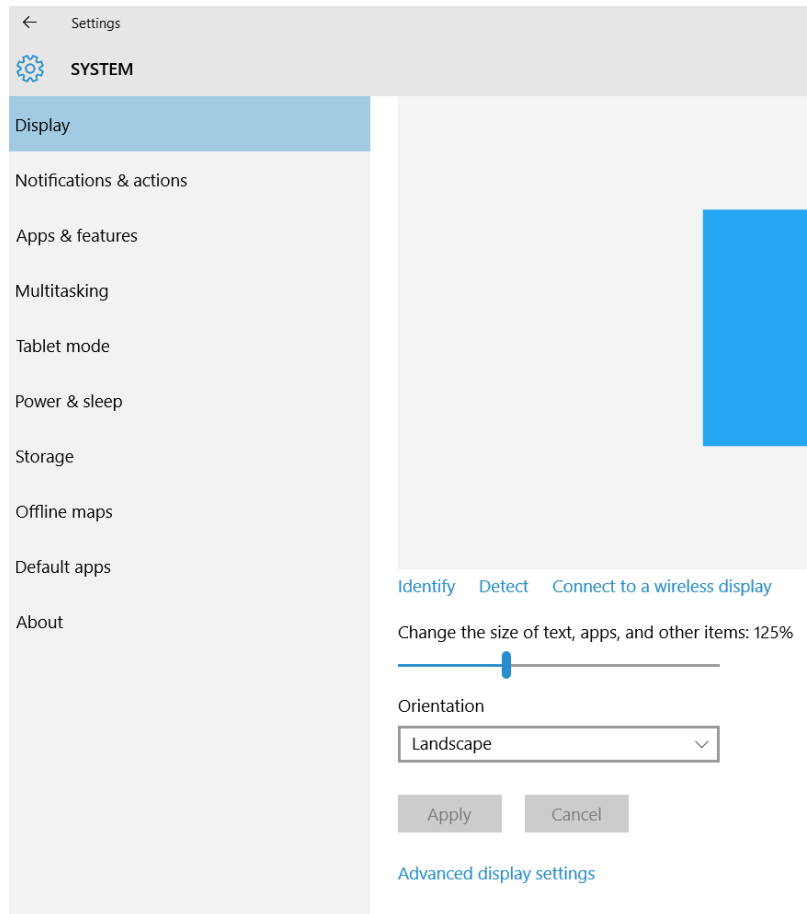 Settings
SYSTEM
Display
Notifications & actions
Apps & features
Multitasking
Tablet mode
Power & sleep
Storage
Offline maps
Default apps
About
Identify Detect Connect to a wireless display
Change the size of text, apps, and other items: 125%
Orientation
Landscape
Apply Cancel
Advanced display settings